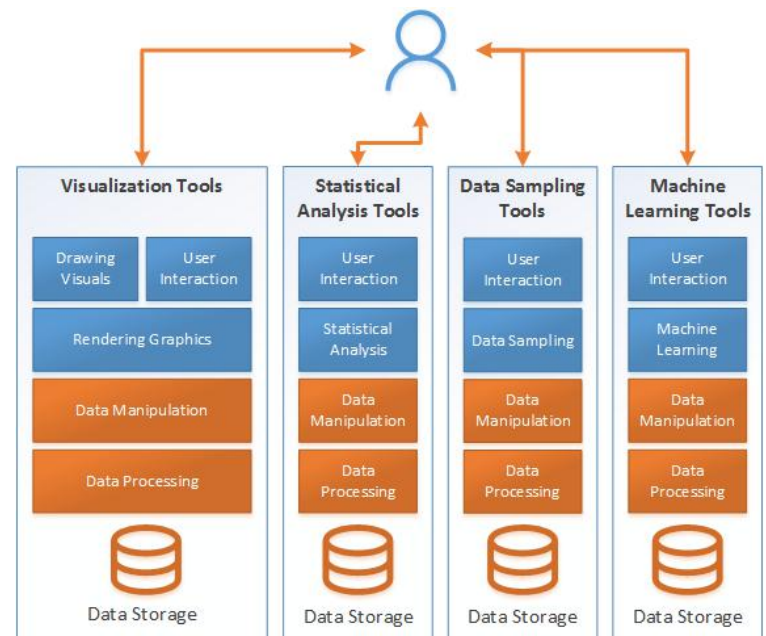 Visualization Tools
Drawing
Visuals
User
Interaction
Rendering Graphics
Data Manipulation
Data Processing
Data Storage
Statistical
Analysis Tools
User
Interaction
Statistical
Analysis
Data
Manipulation
Data
Processing
Data Storage
Data Sampling
Tools
User
Interaction
Data Sampling
Data
Manipulation
Data
Processing
Data Storage
Machine
Learning Tools
User
Interaction
Machine
Learning
Data
Manipulation
Data
Processing
Data Storage